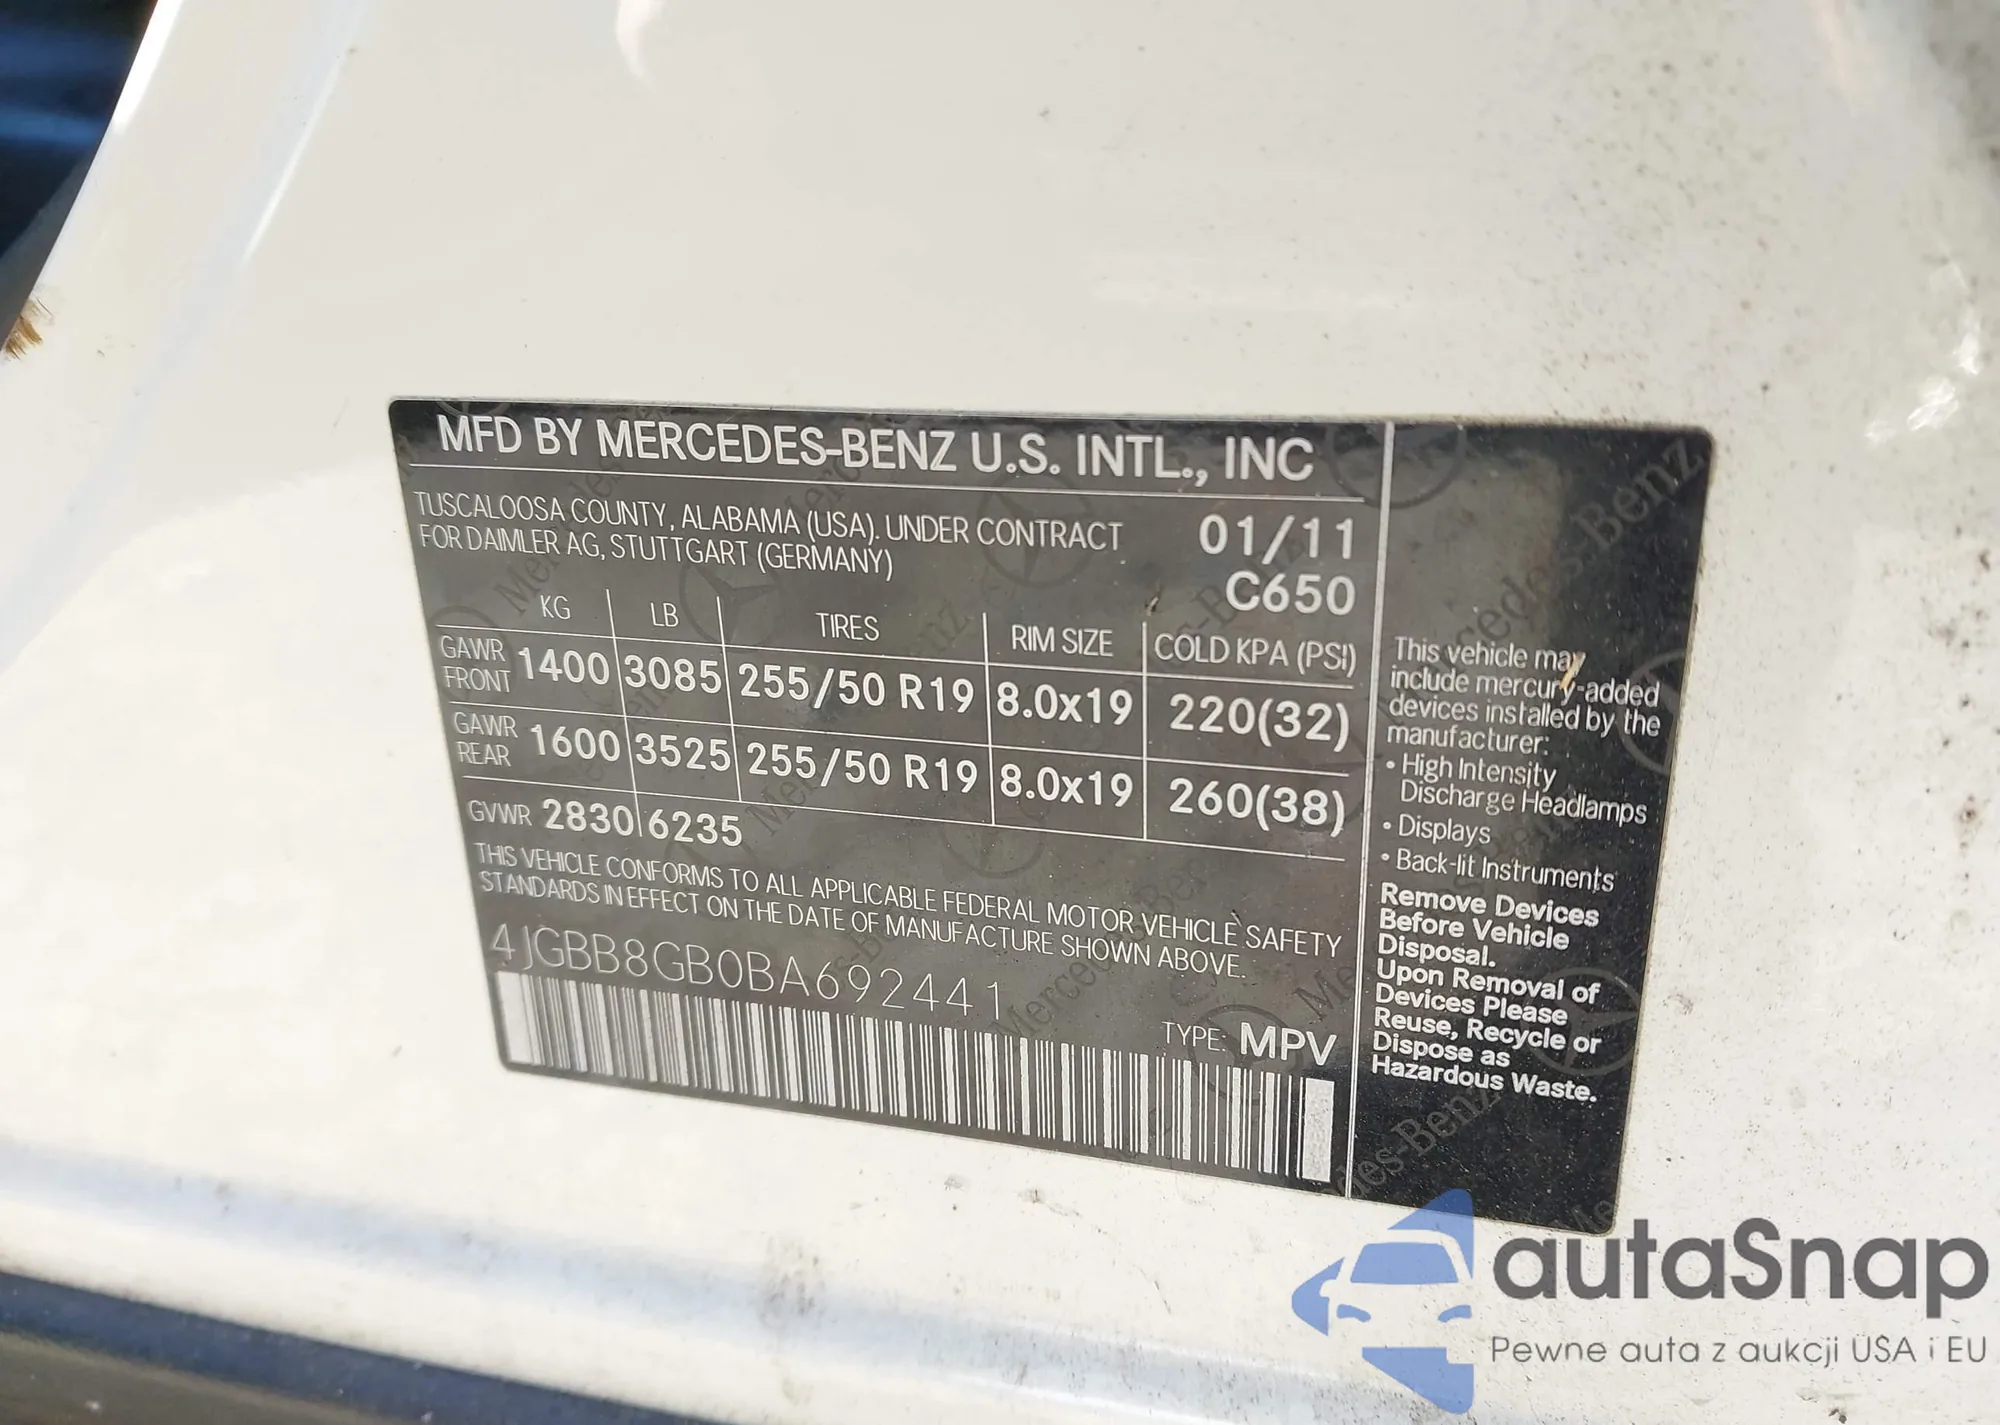 MFD BY MERCEDES-BENZ U.S. INTL., INC
TUSCALOOSA COUNTY, ALABAMA (USA). UNDER CONTRACT
FOR DAIMLER AG, STUTTGART (GERMANY)
01/11
C650
KG LB TIRES RIM SIZE COLD KPA (PSI)
GAWR FRONT 1400 3085 255/50 R19 8.0x19 220(32)
GAWR REAR 1600 3525 255/50 R19 8.0x19 260(38)
GVWR 2830 6235
THIS VEHICLE CONFORMS TO ALL APPLICABLE FEDERAL MOTOR VEHICLE SAFETY
STANDARDS IN EFFECT ON THE DATE OF MANUFACTURE SHOWN ABOVE.
4JGBB8GB0BA692441
TYPE: MPV
This vehicle may
include mercury-added
devices installed by the
manufacturer:
• High Intensity
Discharge Headlamps
• Displays
• Back-lit Instruments
Remove Devices
Before Vehicle
Disposal.
Upon Removal of
Devices Please
Reuse, Recycle or
Dispose as
Hazardous Waste.
autaSnap
Pewne auta z aukcji USA i EU